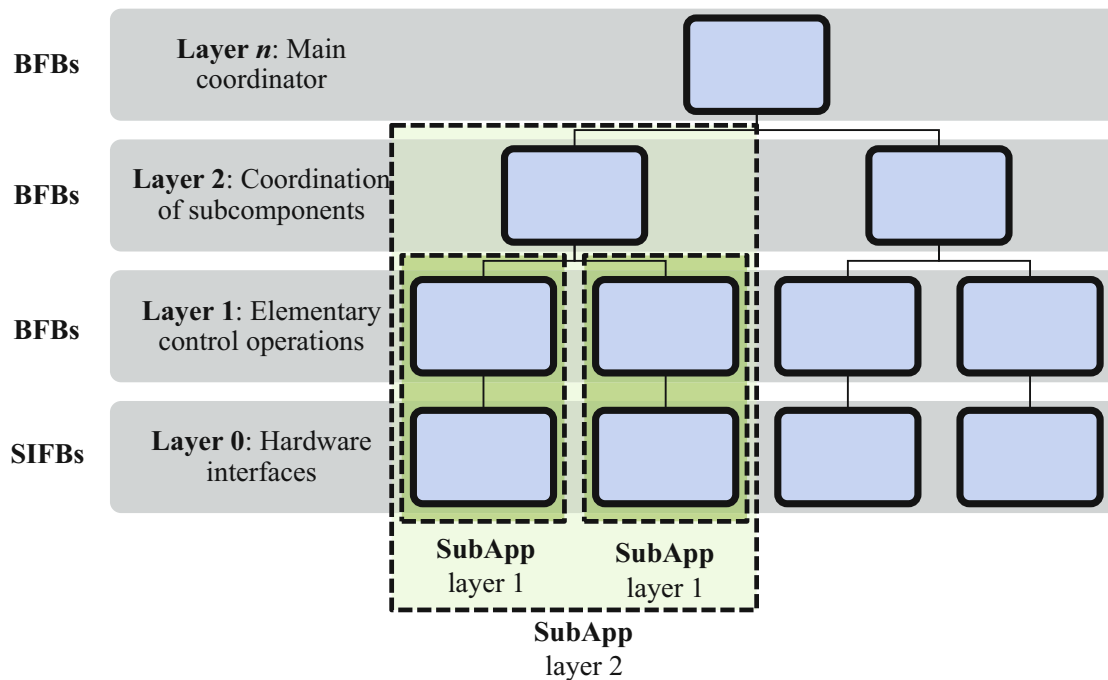 BFBs
Layer n: Main
coordinator
BFBs
Layer 2: Coordination
of subcomponents
BFBs
Layer 1: Elementary
control operations
SIFBs
Layer 0: Hardware
interfaces
SubApp
layer 1
SubApp
layer 1
SubApp
layer 2